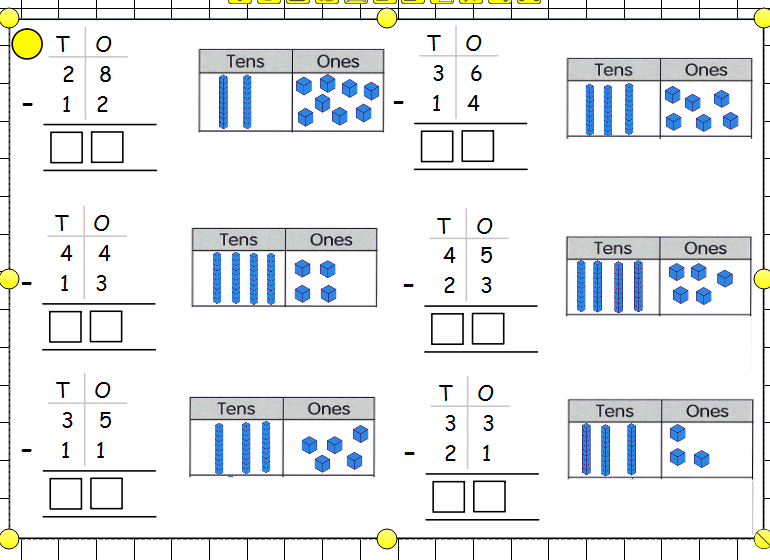 T O
2 8
- 1 2
Tens Ones
T O
3 6
- 1 4
Tens Ones
T O
4 4
- 1 3
Tens Ones
T O
4 5
- 2 3
Tens Ones
T O
3 5
- 1 1
Tens Ones
T O
3 3
- 2 1
Tens Ones